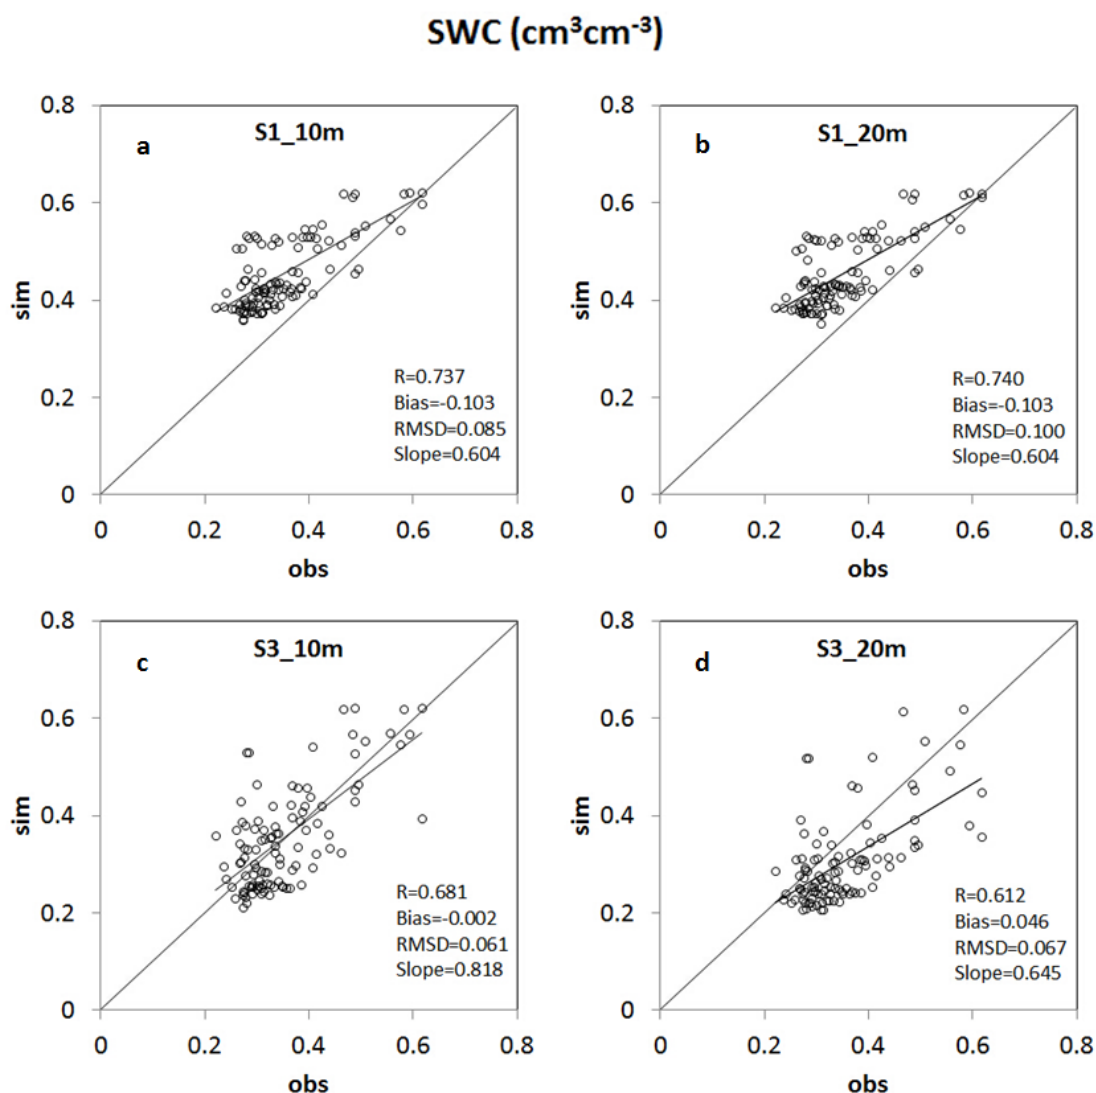 SWC (cm³cm⁻³)
a
S1_10m
0.8
0.6
0.4
0.2
0
sim
R=0.737
Bias=-0.103
RMSD=0.085
Slope=0.604
0 0.2 0.4 0.6 0.8
obs
b
S1_20m
0.8
0.6
0.4
0.2
0
sim
R=0.740
Bias=-0.103
RMSD=0.100
Slope=0.604
0 0.2 0.4 0.6 0.8
obs
c
S3_10m
0.8
0.6
0.4
0.2
0
sim
R=0.681
Bias=-0.002
RMSD=0.061
Slope=0.818
0 0.2 0.4 0.6 0.8
obs
d
S3_20m
0.8
0.6
0.4
0.2
0
sim
R=0.612
Bias=0.046
RMSD=0.067
Slope=0.645
0 0.2 0.4 0.6 0.8
obs